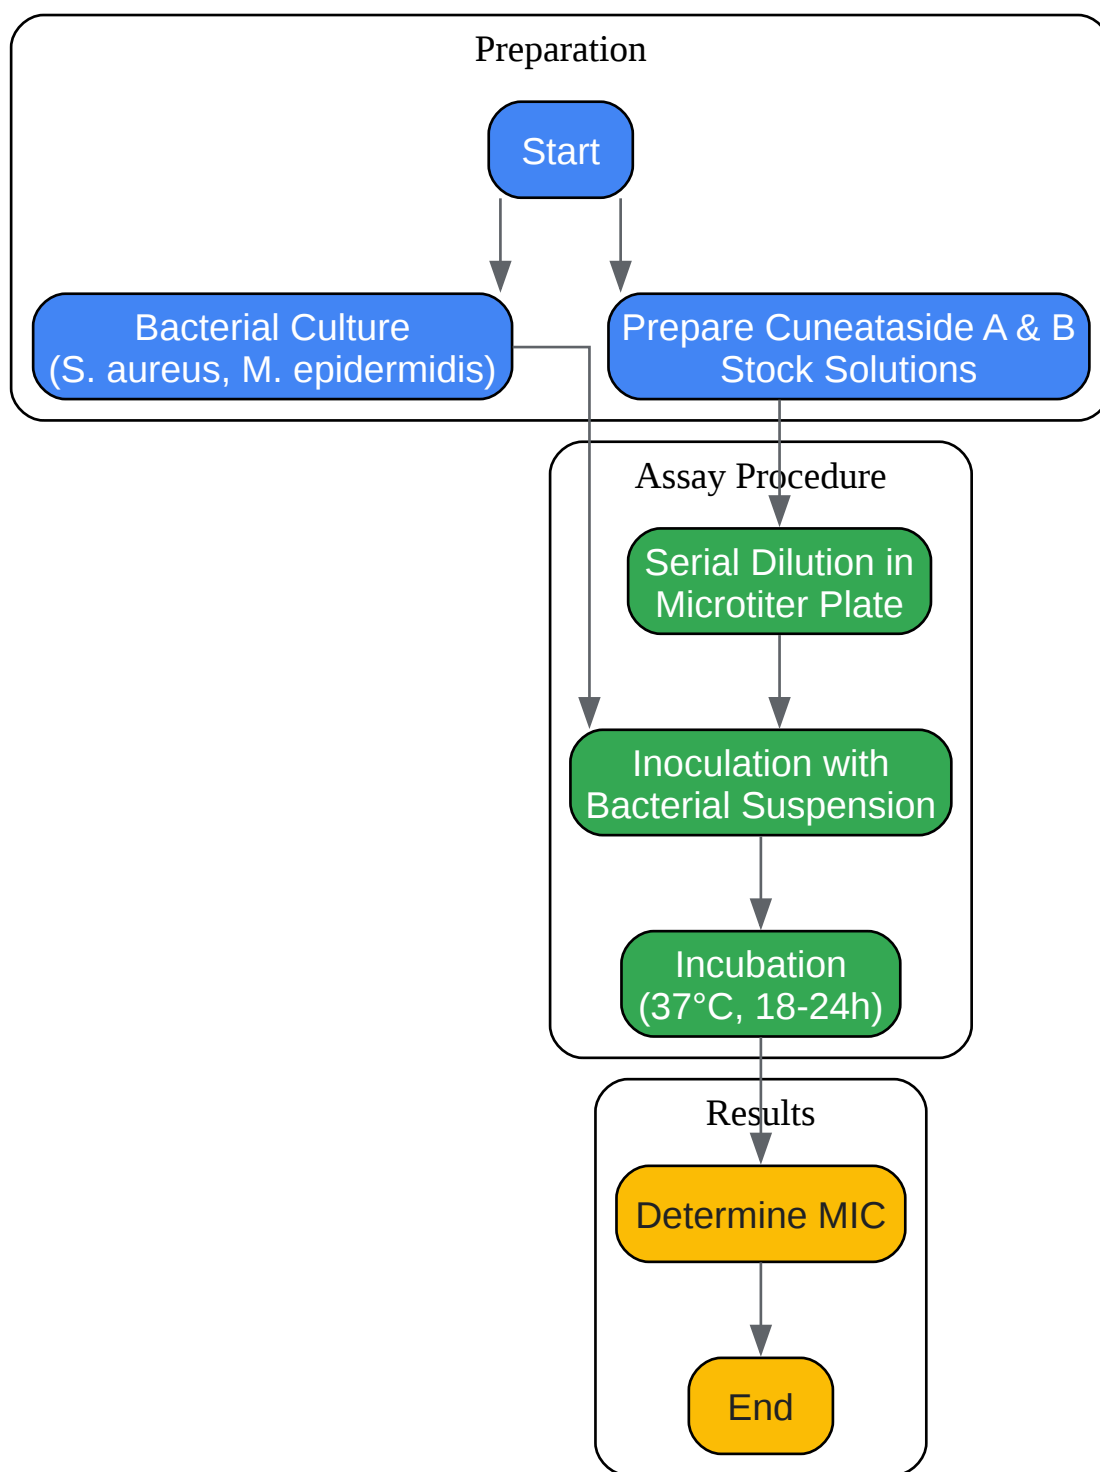 Preparation
Start
Bacterial Culture
(S. aureus, M. epidermidis)
Prepare Cuneataside A & B
Stock Solutions
Assay Procedure
Serial Dilution in
Microtiter Plate
Inoculation with
Bacterial Suspension
Incubation
(37°C, 18-24h)
Results
Determine MIC
End